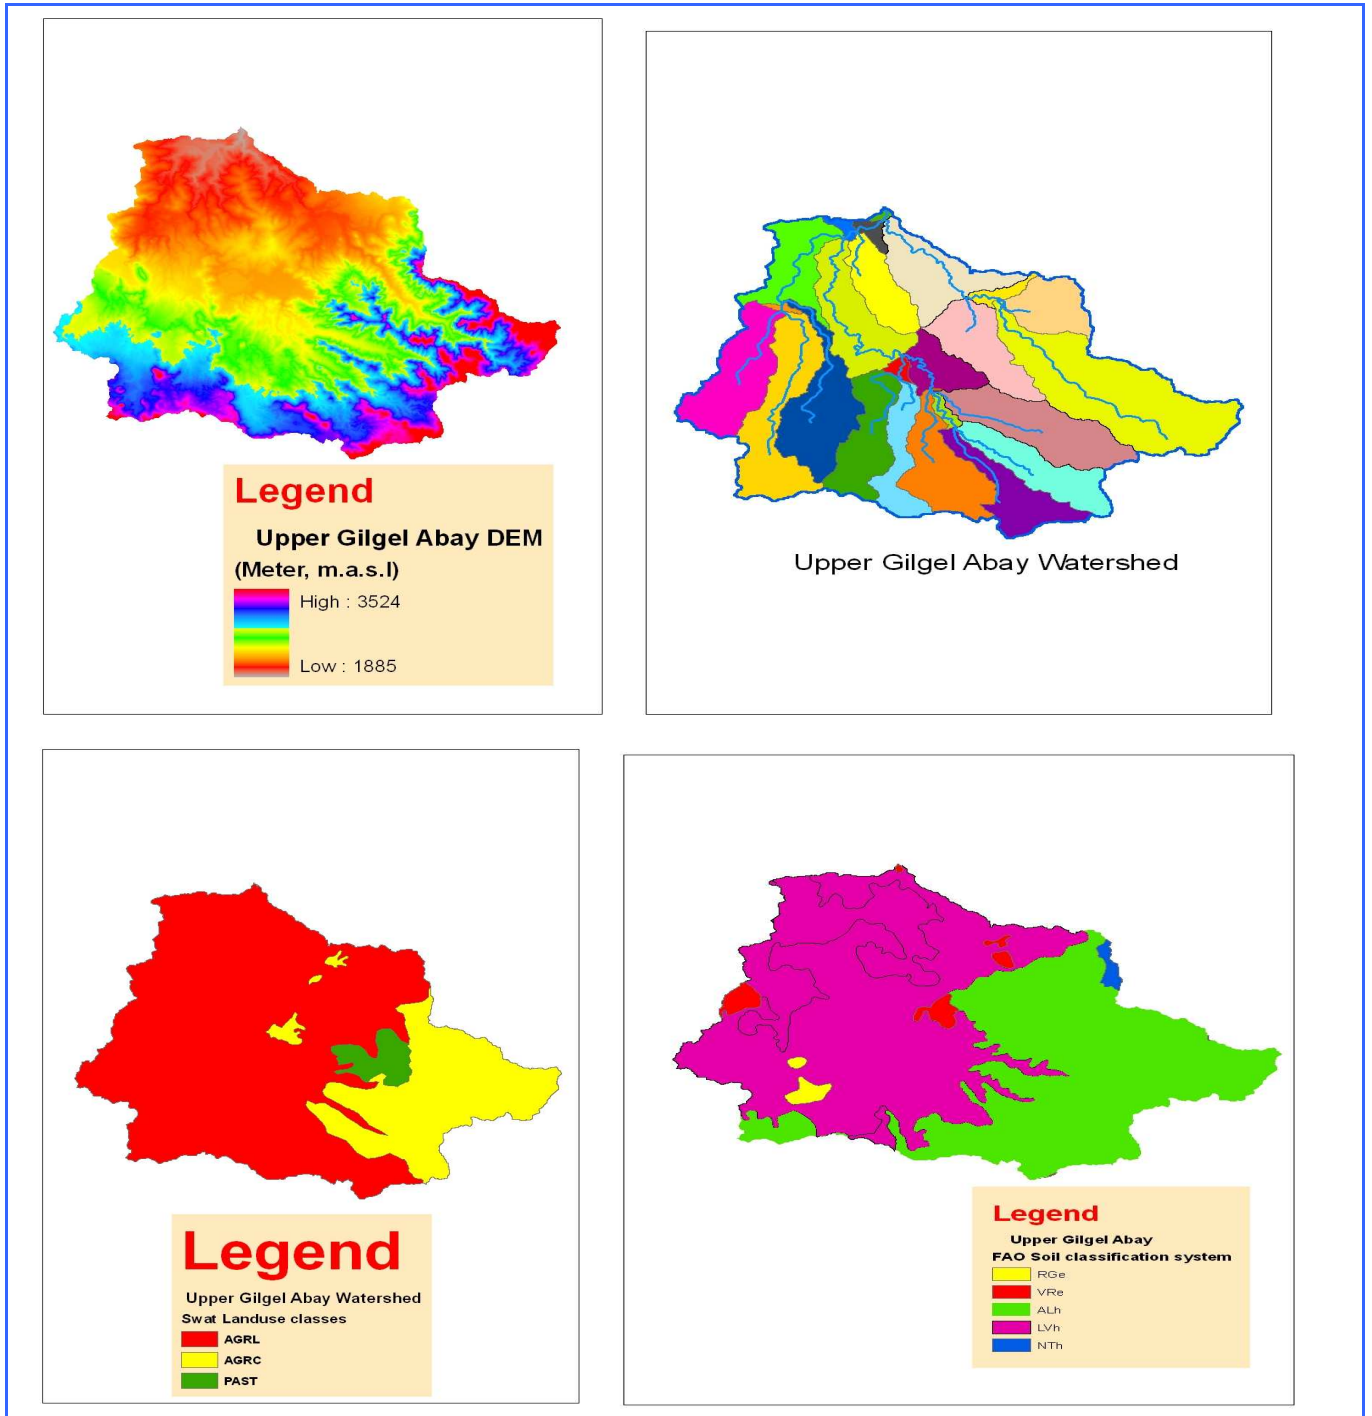 Legend
Upper Gilgel Abay DEM
(Meter, m.a.s.l)
High : 3524
Low : 1885
Upper Gilgel Abay Watershed
Legend
Upper Gilgel Abay Watershed
Swat Landuse classes
AGRL
AGRC
PAST
Legend
Upper Gilgel Abay
FAO Soil classification system
RGe
VRe
ALh
LVh
NTh